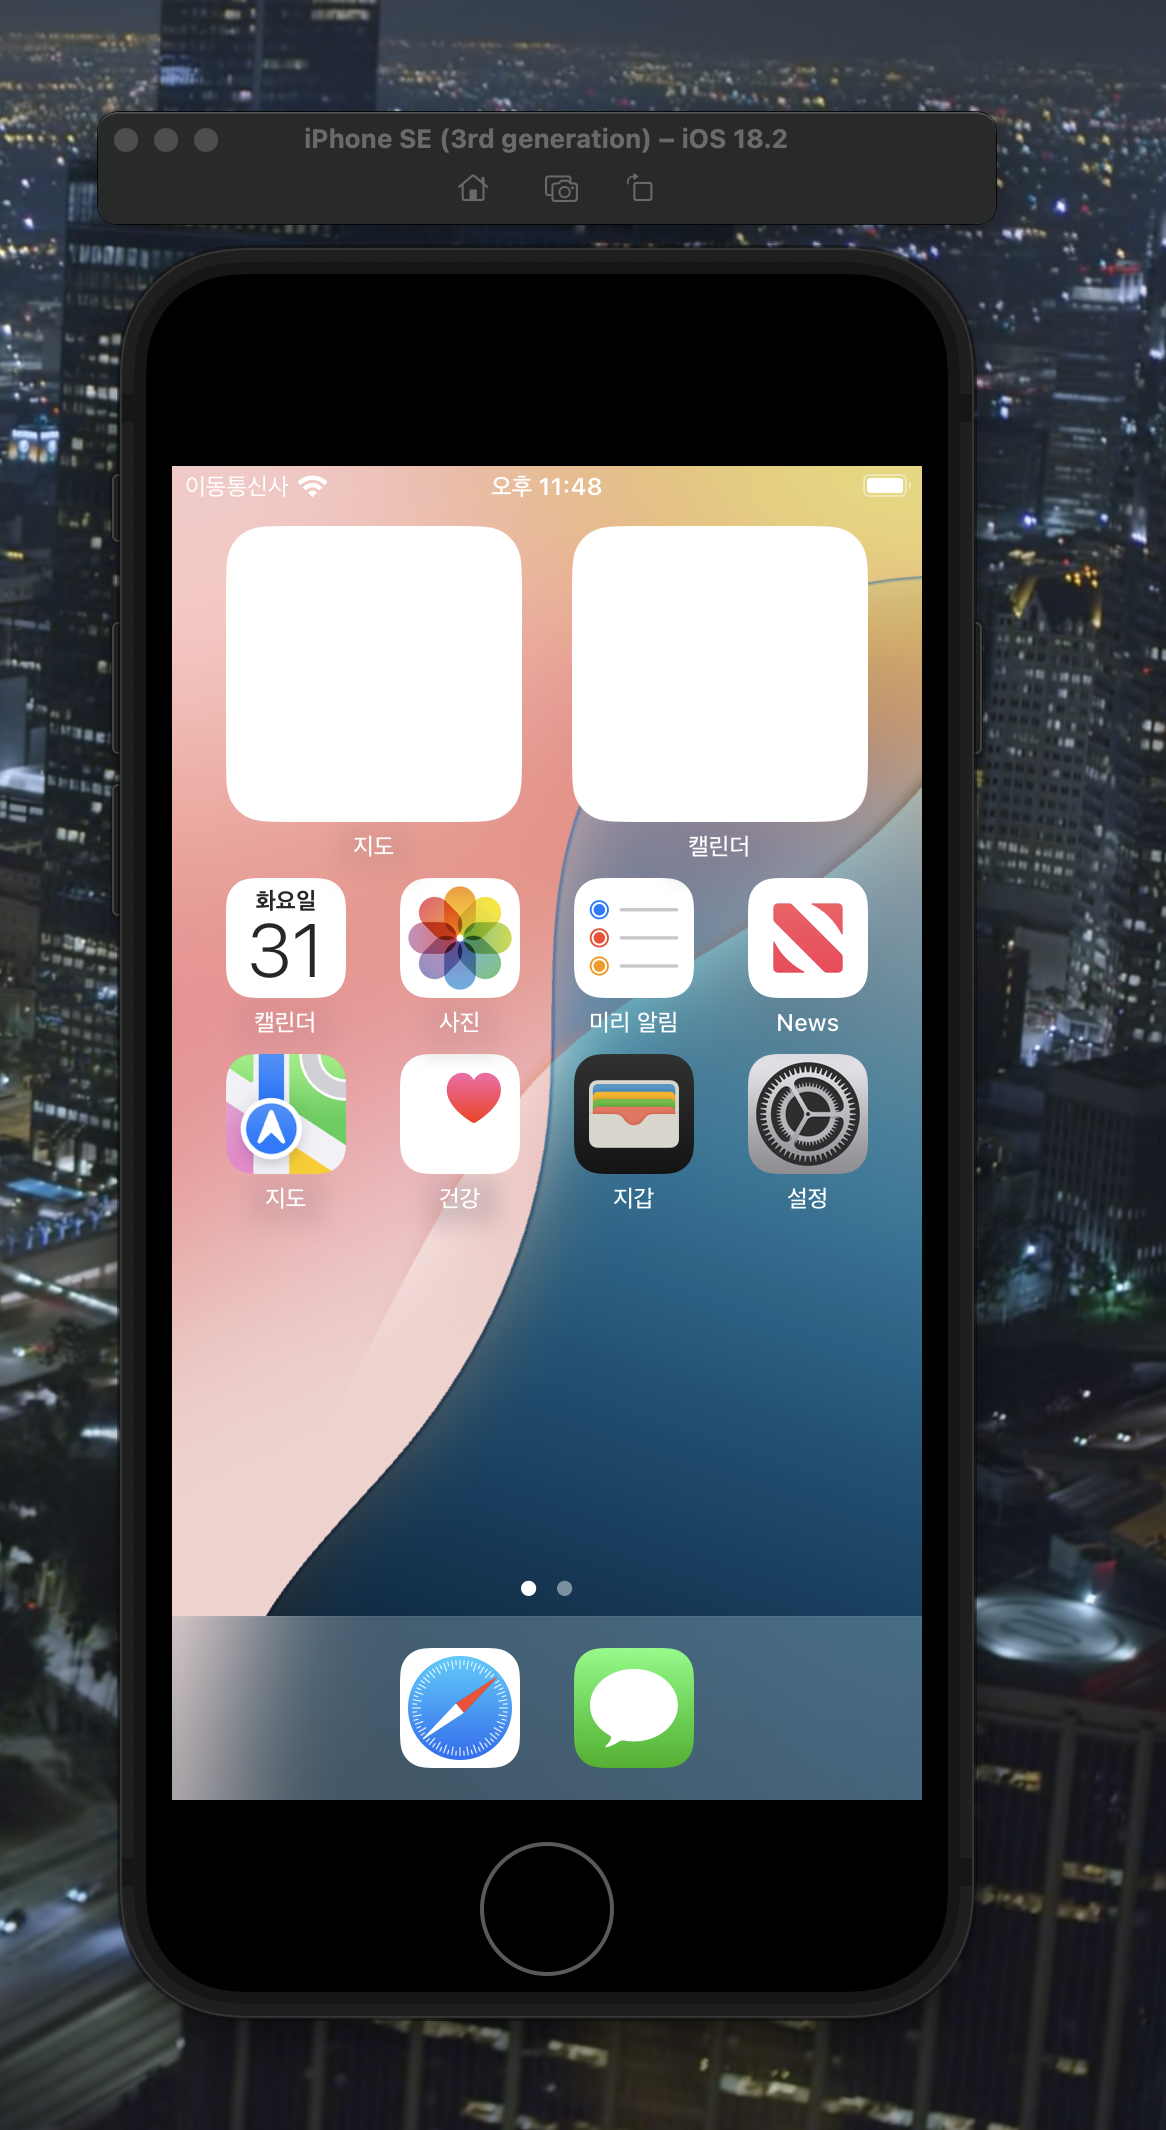 iPhone SE (3rd generation) – iOS 18.2
이동통신사 오후 11:48
지도 캘린더
화요일
31
캘린더 사진 미리 알림 News
지도 건강 지갑 설정